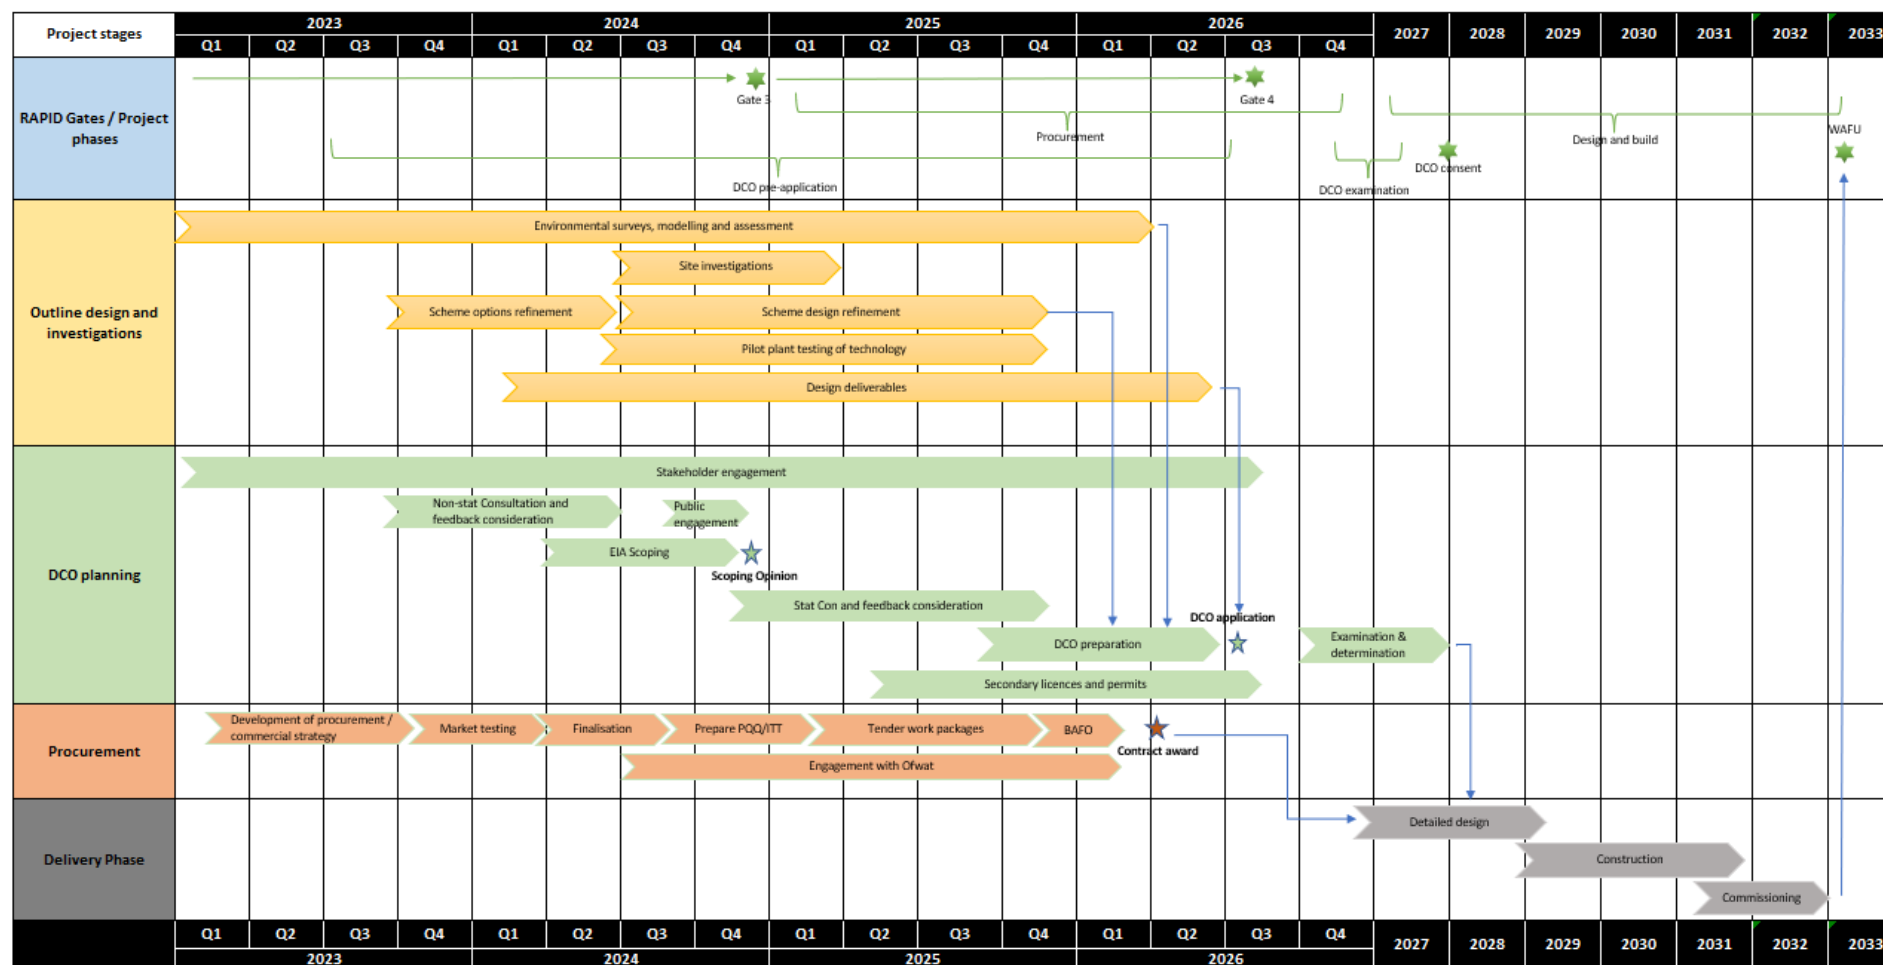 Project stages
2023
2024
2025
2026
2027
2028
2029
2030
2031
2032
2033
Q1 Q2 Q3 Q4 Q1 Q2 Q3 Q4 Q1 Q2 Q3 Q4 Q1 Q2 Q3 Q4
RAPID Gates / Project
phases
Gate 3
Gate 4
Procurement
DCO pre-application
DCO examination
DCO consent
Design and build
WAFU
Outline design and
investigations
Environmental surveys, modelling and assessment
Site investigations
Scheme options refinement
Scheme design refinement
Pilot plant testing of technology
Design deliverables
DCO planning
Stakeholder engagement
Non-stat Consultation and
feedback consideration
Public
engagement
EIA Scoping
Scoping Opinion
Stat Con and feedback consideration
DCO application
DCO preparation
Examination &
determination
Secondary licences and permits
Procurement
Development of procurement /
commercial strategy
Market testing
Finalisation
Prepare PQQ/ITT
Tender work packages
BAFO
Contract award
Engagement with Ofwat
Delivery Phase
Detailed design
Construction
Commissioning
Q1 Q2 Q3 Q4 Q1 Q2 Q3 Q4 Q1 Q2 Q3 Q4 Q1 Q2 Q3 Q4
2027
2028
2029
2030
2031
2032
2033
2023
2024
2025
2026